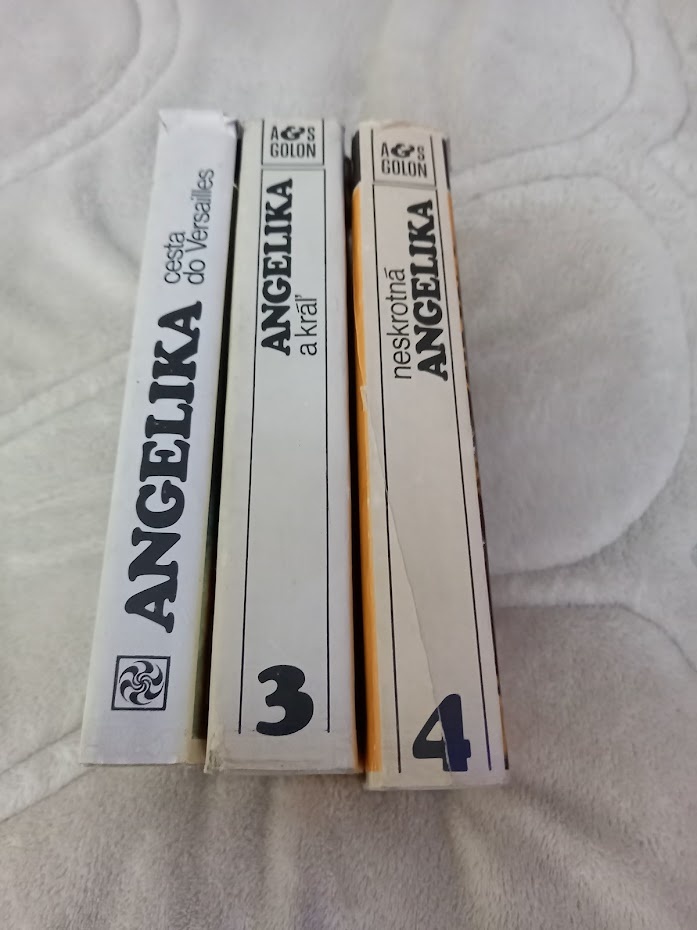 ANGELIKA
cesta
do Versailles
A&S
GOLON
ANGELIKA
a kráľ
3
A&S
GOLON
neskrotná
ANGELIKA
4